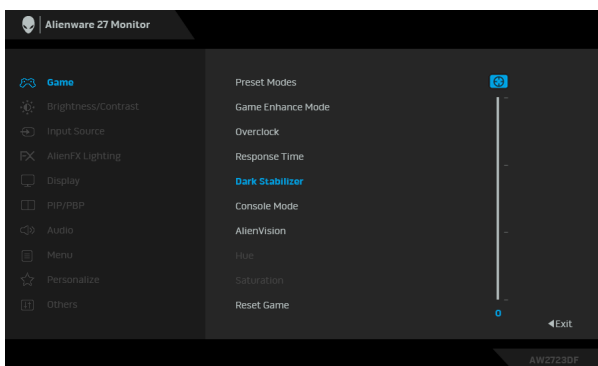 Alienware 27 Monitor
Game
Brightness/Contrast
Input Source
FX AlienFX Lighting
Display
PIP/PBP
Audio
Menu
Personalize
Others
Preset Modes
Game Enhance Mode
Overclock
Response Time
Dark Stabilizer
Console Mode
AlienVision
Hue
Saturation
Reset Game
0
Exit
AW2723DF